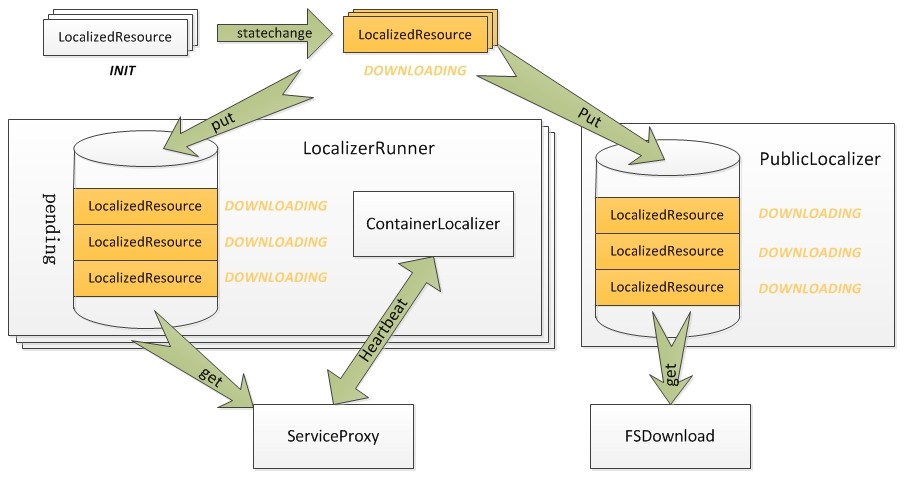 LocalizedResource
statechange
LocalizedResource
INIT
DOWNLOADING
put
Put
LocalizerRunner
PublicLocalizer
pending
LocalizedResource
DOWNLOADING
LocalizedResource
DOWNLOADING
LocalizedResource
DOWNLOADING
ContainerLocalizer
LocalizedResource
DOWNLOADING
LocalizedResource
DOWNLOADING
LocalizedResource
DOWNLOADING
get
Heartbeat
get
ServiceProxy
FSDownload